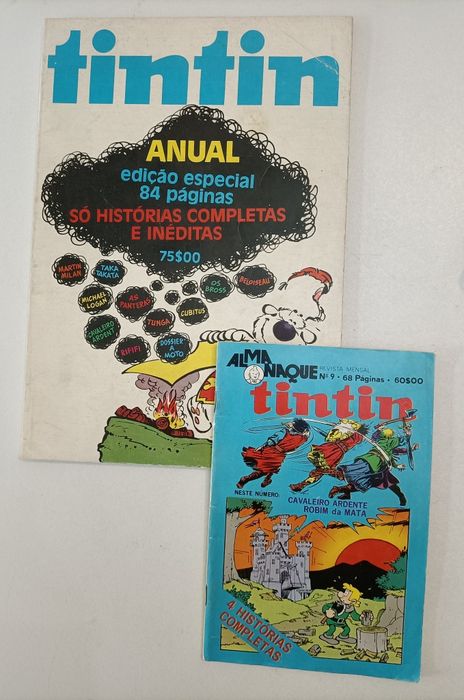 tintin
ANUAL
edição especial
84 páginas
SÓ HISTÓRIAS COMPLETAS
E INÉDITAS
75$00
MARTIN
MILAN
TAKA
TAKATA
MICHAEL
LOGAN
AS
PANTERAS
OS
BROSS
BELOISEAU
CAVALEIRO
ARDENTE
TUNGA
CUBITUS
RIFIFI
DOSSIER
A
MOTO
ALMANAQUE
REVISTA MENSAL
Nº 9 • 68 Páginas • 60$00
tintin
NESTE NÚMERO:
CAVALEIRO ARDENTE
ROBIM da MATA
4 HISTÓRIAS
COMPLETAS